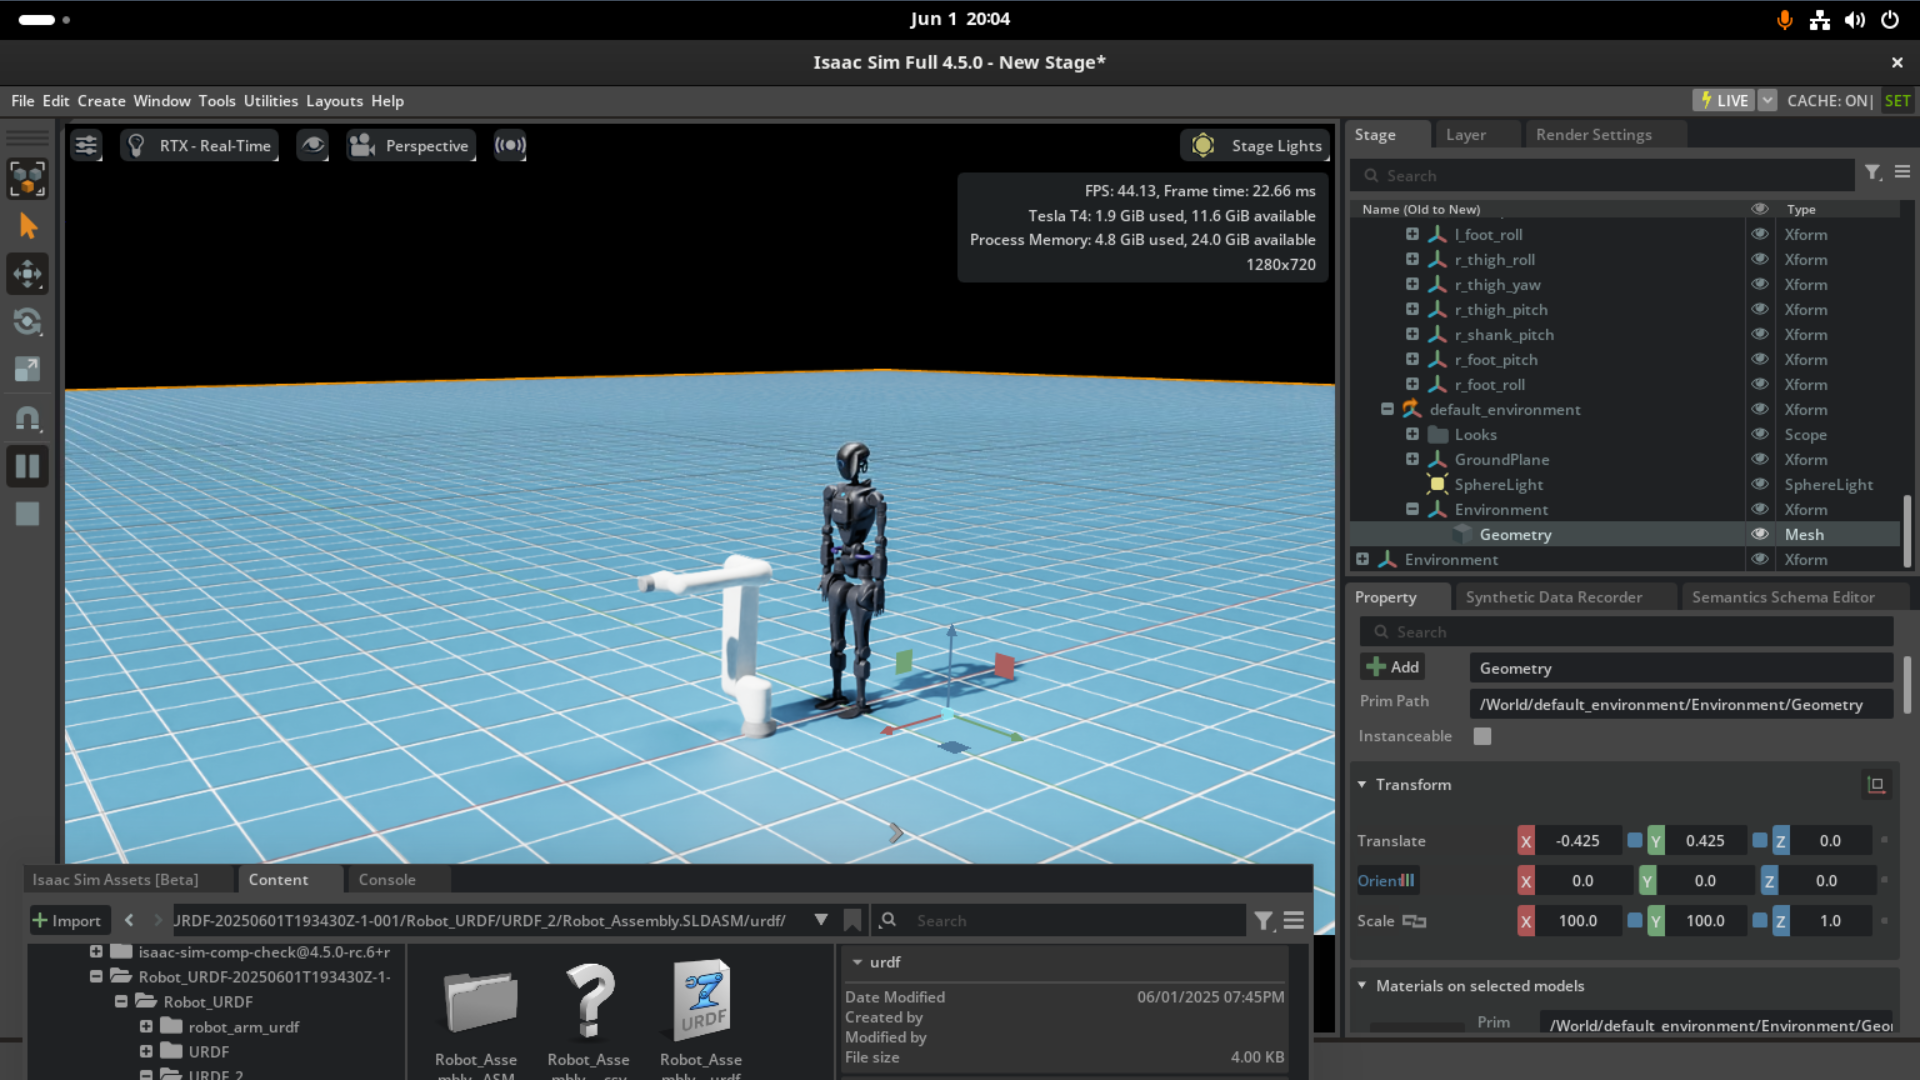 Jun 1 20:04
Isaac Sim Full 4.5.0 - New Stage*
File Edit Create Window Tools Utilities Layouts Help
LIVE CACHE: ON| SET
RTX - Real-Time
Perspective
Stage Lights
FPS: 44.13, Frame time: 22.66 ms
Tesla T4: 1.9 GiB used, 11.6 GiB available
Process Memory: 4.8 GiB used, 24.0 GiB available
1280x720
Stage Layer Render Settings
Search
Name (Old to New) Type
l_foot_roll Xform
r_thigh_roll Xform
r_thigh_yaw Xform
r_thigh_pitch Xform
r_shank_pitch Xform
r_foot_pitch Xform
r_foot_roll Xform
default_environment Xform
Looks Scope
GroundPlane Xform
SphereLight SphereLight
Environment Xform
Geometry Mesh
Environment Xform
Property Synthetic Data Recorder Semantics Schema Editor
Search
Add Geometry
Prim Path /World/default_environment/Environment/Geometry
Instanceable
Transform
Translate X -0.425 Y 0.425 Z 0.0
Orient X 0.0 Y 0.0 Z 0.0
Scale X 100.0 Y 100.0 Z 1.0
Materials on selected models
Prim /World/default_environment/Environment/Geo
Isaac Sim Assets [Beta] Content Console
Import JRDF-20250601T193430Z-1-001/Robot_URDF/URDF_2/Robot_Assembly.SLDASM/urdf/ Search
isaac-sim-comp-check@4.5.0-rc.6+r
Robot_URDF-20250601T193430Z-1-
Robot_URDF
robot_arm_urdf
URDF
URDF_2
URDF
Robot_Asse
mbly_ASM
Robot_Asse
mbly_.csv
Robot_Asse
mbly_.urdf
urdf
Date Modified 06/01/2025 07:45PM
Created by
Modified by
File size 4.00 KB